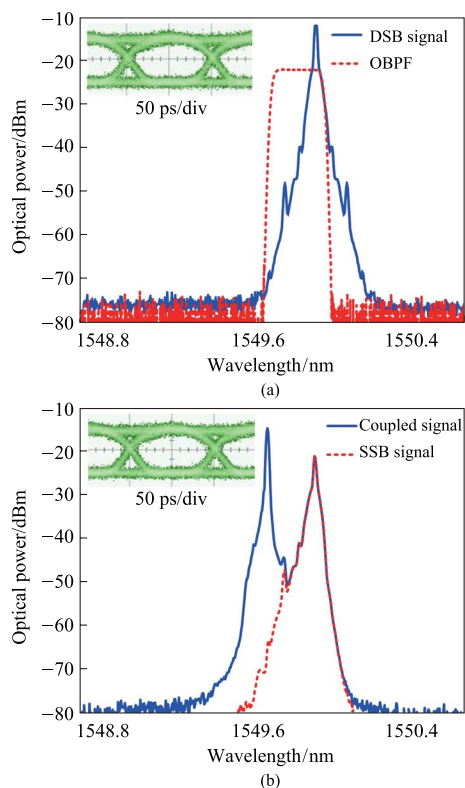 −10
DSB signal
OBPF
−20
50 ps/div
−30
−40
Optical power/dBm
−50
−60
−70
−80
1548.8
1549.6
1550.4
Wavelength/nm
(a)
−10
Coupled signal
SSB signal
−20
50 ps/div
−30
−40
Optical power/dBm
−50
−60
−70
−80
1548.8
1549.6
1550.4
Wavelength/nm
(b)